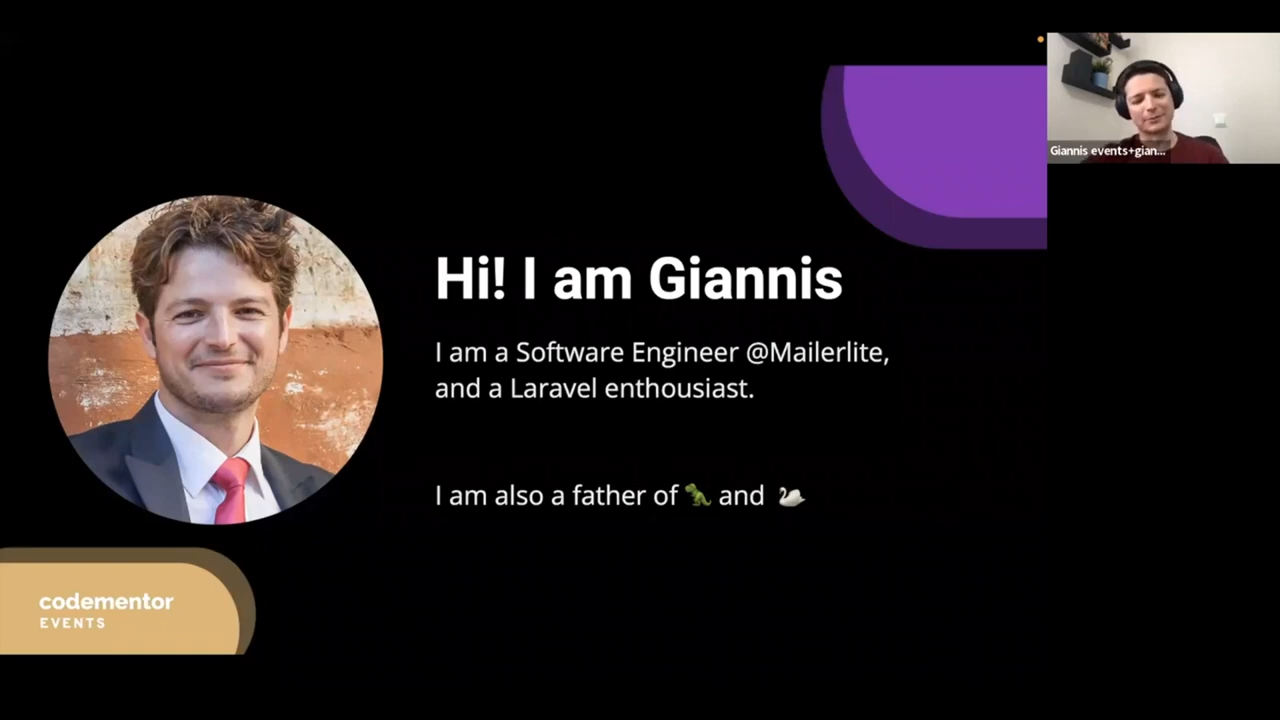 Giannis events+gian...
Hi! I am Giannis
I am a Software Engineer @Mailerlite,
and a Laravel enthousiast.
I am also a father of 🦖 and 🦢
codementor
EVENTS